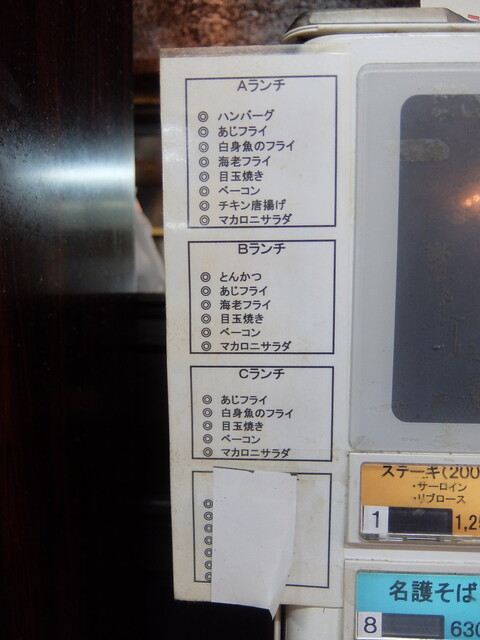 Aランチ
◎ ハンバーグ
◎ あじフライ
◎ 白身魚のフライ
◎ 海老フライ
◎ 目玉焼き
◎ ベーコン
◎ チキン唐揚げ
◎ マカロニサラダ
Bランチ
◎ とんかつ
◎ あじフライ
◎ 海老フライ
◎ 目玉焼き
◎ ベーコン
◎ マカロニサラダ
Cランチ
◎ あじフライ
◎ 白身魚のフライ
◎ 目玉焼き
◎ ベーコン
◎ マカロニサラダ
◎
◎
◎
◎
◎
◎
ステーキ(200
・サーロイン
・リブロース
1
1,25
名護そば
8
630